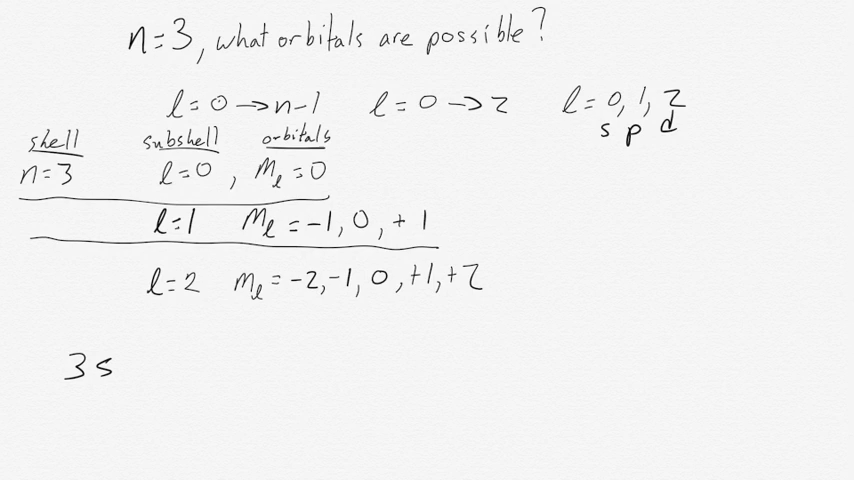 n=3, what orbitals are possible?
l=0→n-1 l=0→2 l=0,1,2
s p d
shell subshell orbitals
n=3 l=0, Ml=0
l=1 Ml=-1,0,+1
l=2 ml=-2,-1,0,+1,+2
3s